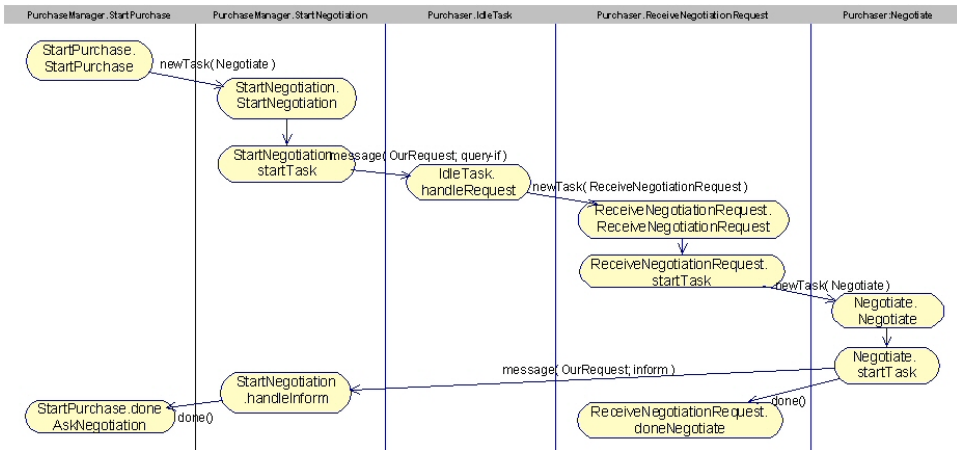 PurchaseManager.StartPurchase
PurchaseManager.StartNegotiation
Purchaser.IdleTask
Purchaser.ReceiveNegotiationRequest
Purchaser:Negotiate
StartPurchase.
StartPurchase
newTask( Negotiate )
StartNegotiation.
StartNegotiation
StartNegotiation.
startTask
message( OurRequest; query-if )
IdleTask.
handleRequest
newTask( ReceiveNegotiationRequest )
ReceiveNegotiationRequest.
ReceiveNegotiationRequest
ReceiveNegotiationRequest.
startTask
newTask( Negotiate )
Negotiate.
Negotiate
Negotiate.
startTask
message( OurRequest; inform )
StartNegotiation
.handleInform
done()
StartPurchase.done
AskNegotiation
done()
ReceiveNegotiationRequest.
doneNegotiate